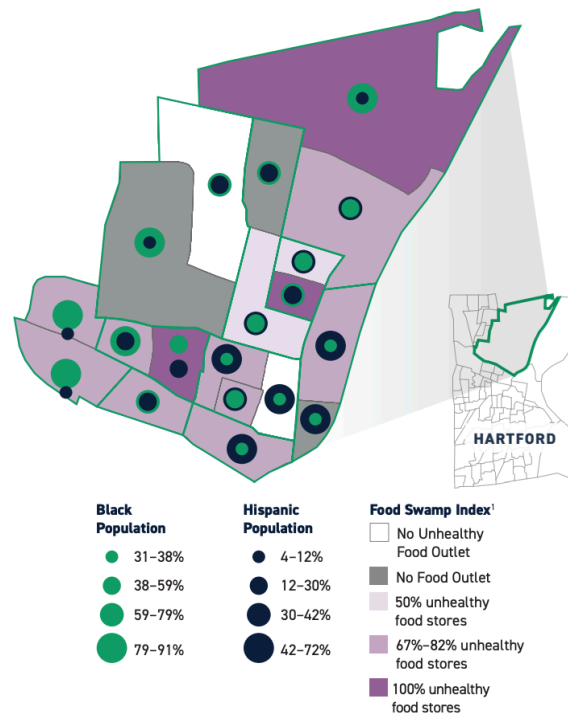 HARTFORD
Black
Population
31–38%
38–59%
59–79%
79–91%
Hispanic
Population
4–12%
12–30%
30–42%
42–72%
Food Swamp Index¹
No Unhealthy
Food Outlet
No Food Outlet
50% unhealthy
food stores
67%–82% unhealthy
food stores
100% unhealthy
food stores